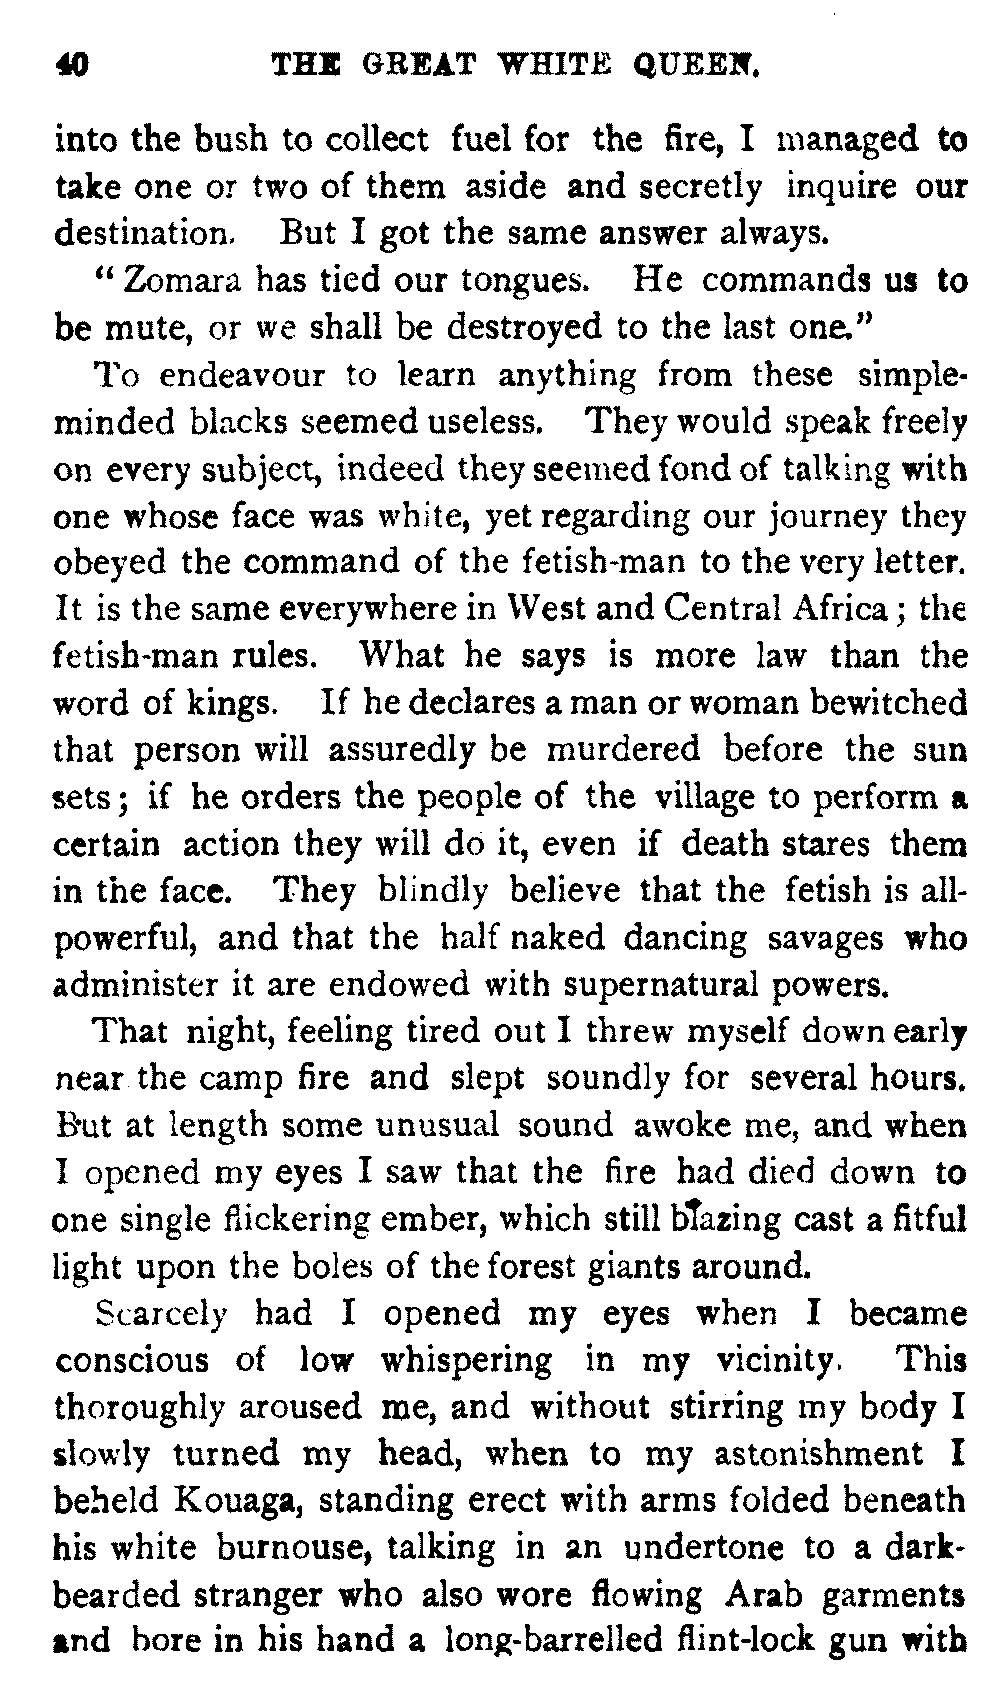 40 THE GREAT WHITE QUEEN.
into the bush to collect fuel for the fire, I managed to
take one or two of them aside and secretly inquire our
destination. But I got the same answer always.
“Zomara has tied our tongues. He commands us to
be mute, or we shall be destroyed to the last one.”
To endeavour to learn anything from these simple-
minded blacks seemed useless. They would speak freely
on every subject, indeed they seemed fond of talking with
one whose face was white, yet regarding our journey they
obeyed the command of the fetish-man to the very letter.
It is the same everywhere in West and Central Africa; the
fetish-man rules. What he says is more law than the
word of kings. If he declares a man or woman bewitched
that person will assuredly be murdered before the sun
sets; if he orders the people of the village to perform a
certain action they will do it, even if death stares them
in the face. They blindly believe that the fetish is all-
powerful, and that the half naked dancing savages who
administer it are endowed with supernatural powers.
That night, feeling tired out I threw myself down early
near the camp fire and slept soundly for several hours.
But at length some unusual sound awoke me, and when
I opened my eyes I saw that the fire had died down to
one single flickering ember, which still blazing cast a fitful
light upon the boles of the forest giants around.
Scarcely had I opened my eyes when I became
conscious of low whispering in my vicinity. This
thoroughly aroused me, and without stirring my body I
slowly turned my head, when to my astonishment I
beheld Kouaga, standing erect with arms folded beneath
his white burnouse, talking in an undertone to a dark-
bearded stranger who also wore flowing Arab garments
and bore in his hand a long-barrelled flint-lock gun with